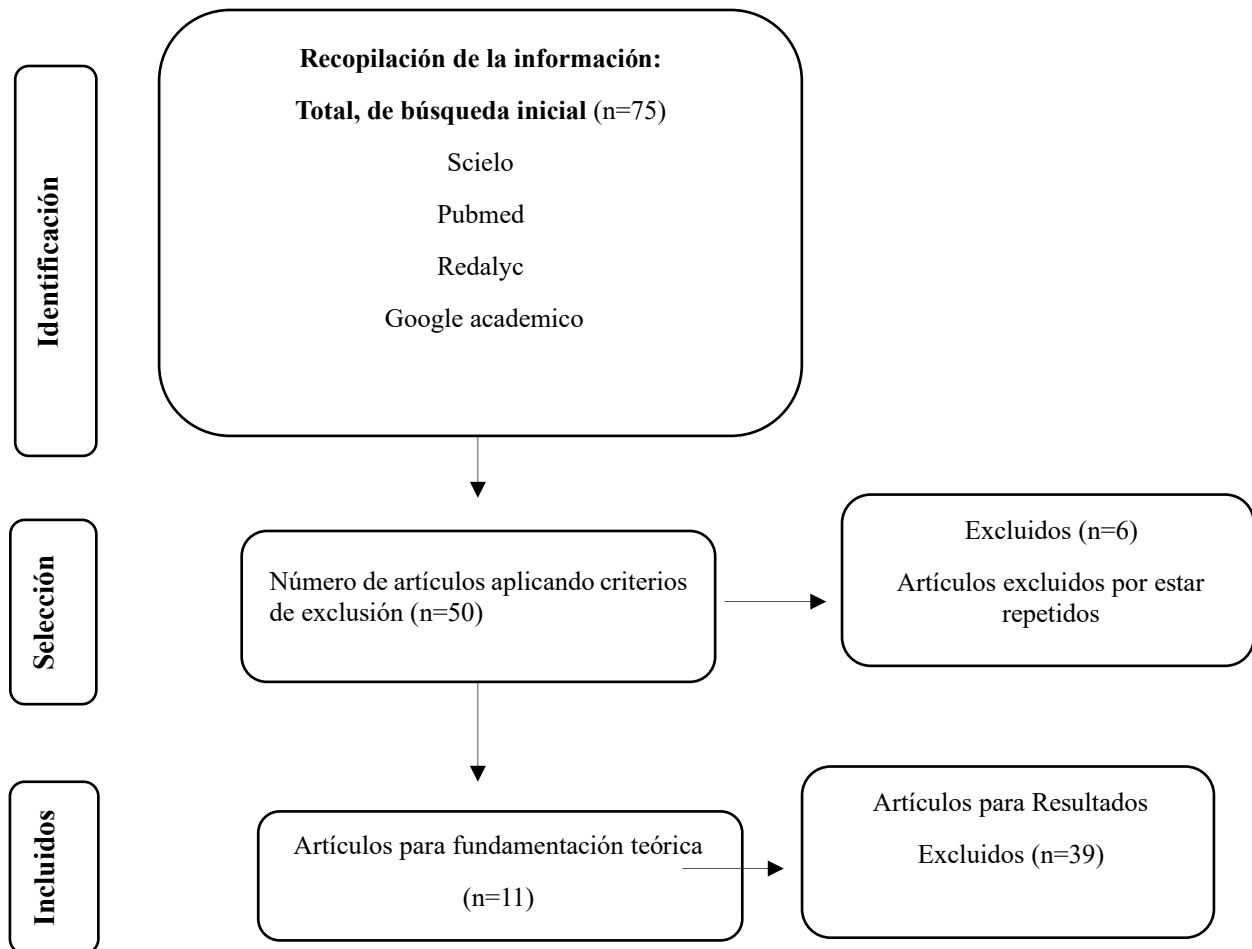 Identificación
Recopilación de la información:
Total, de búsqueda inicial (n=75)
Scielo
Pubmed
Redalyc
Google academico
Selección
Número de artículos aplicando criterios
de exclusión (n=50)
Excluidos (n=6)
Artículos excluidos por estar
repetidos
Incluidos
Artículos para fundamentación teórica
(n=11)
Artículos para Resultados
Excluidos (n=39)